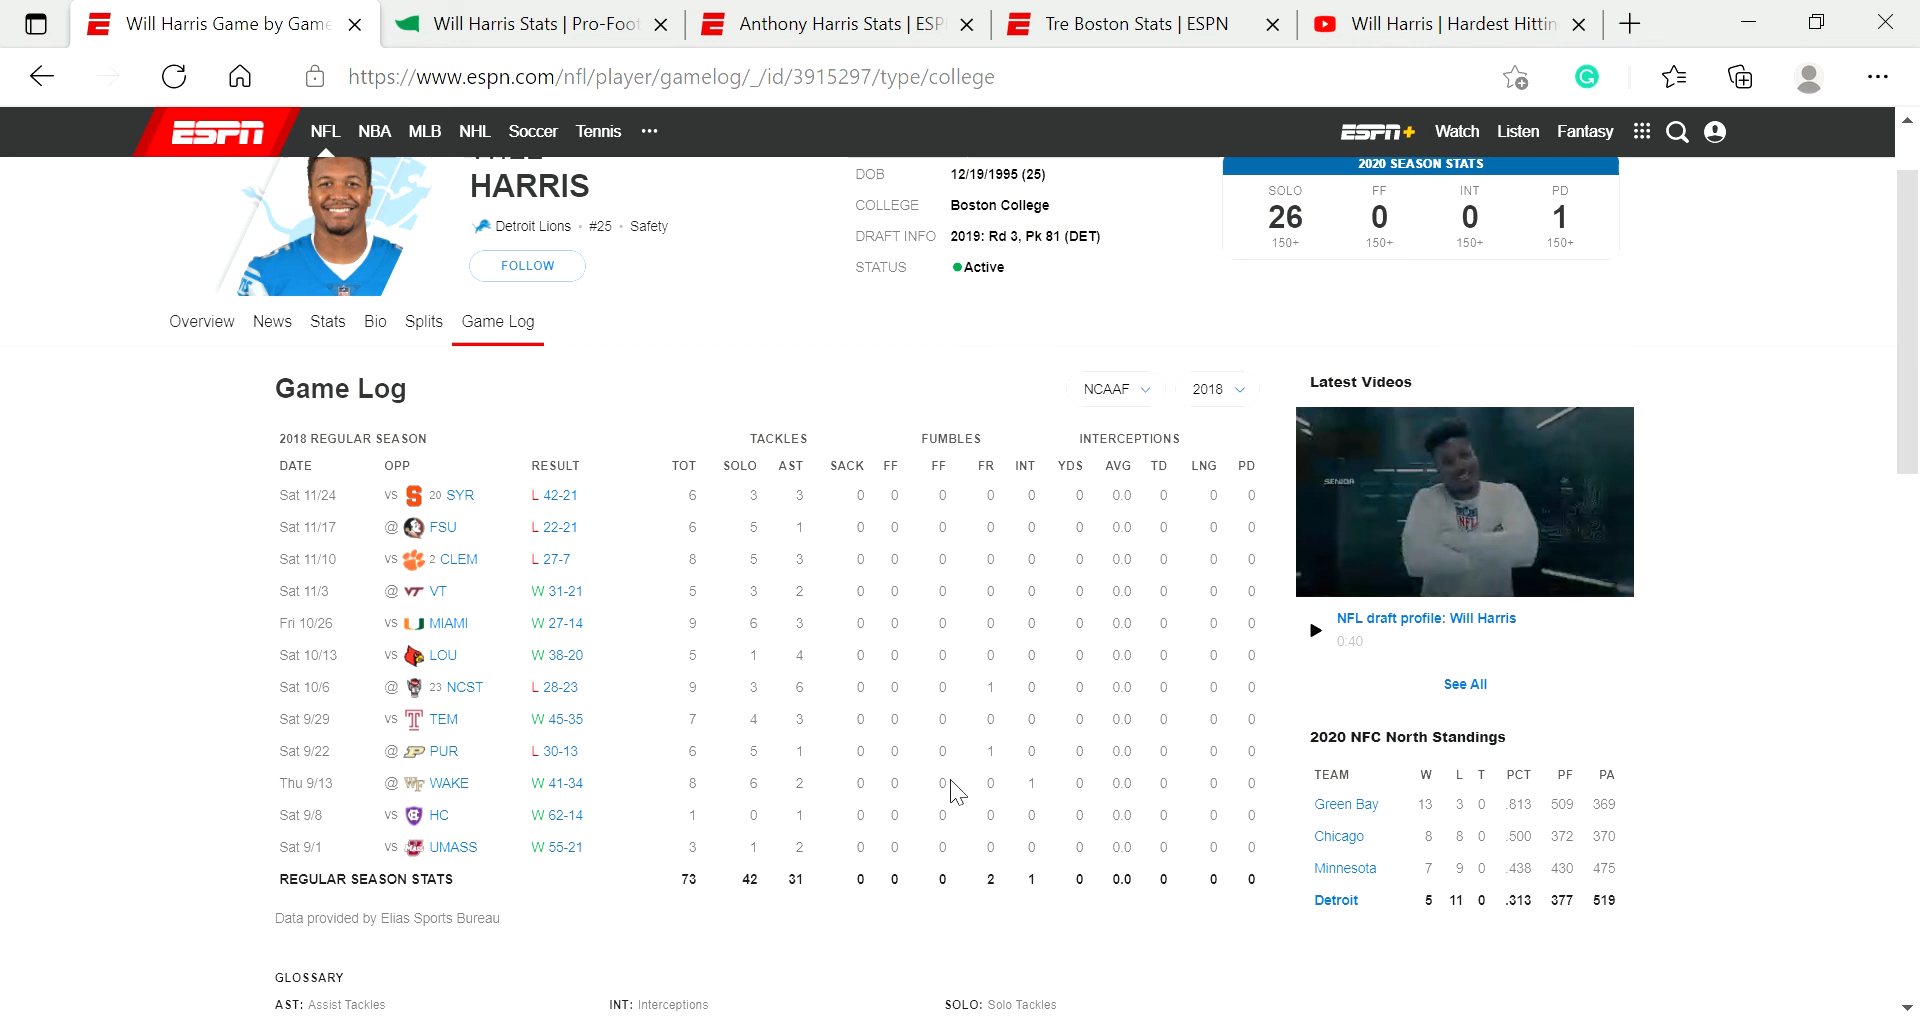 Will Harris Game by Game
Will Harris Stats | Pro-Foot
Anthony Harris Stats | ESP
Tre Boston Stats | ESPN
Will Harris | Hardest Hittin
https://www.espn.com/nfl/player/gamelog/_/id/3915297/type/college
ESPN NFL NBA MLB NHL Soccer Tennis ··· ESPN+ Watch Listen Fantasy
HARRIS
Detroit Lions · #25 · Safety
FOLLOW
DOB 12/19/1995 (25)
COLLEGE Boston College
DRAFT INFO 2019: Rd 3, Pk 81 (DET)
STATUS Active
2020 SEASON STATS
SOLO FF INT PD
26 0 0 1
150+ 150+ 150+ 150+
Overview News Stats Bio Splits Game Log
Game Log
NCAAF 2018
2018 REGULAR SEASON TACKLES FUMBLES INTERCEPTIONS
DATE OPP RESULT TOT SOLO AST SACK FF FF FR INT YDS AVG TD LNG PD
Sat 11/24 vs S 20 SYR L 42-21 6 3 3 0 0 0 0 0 0 0.0 0 0 0
Sat 11/17 @ FSU L 22-21 6 5 1 0 0 0 0 0 0 0.0 0 0 0
Sat 11/10 vs 2 CLEM L 27-7 8 5 3 0 0 0 0 0 0 0.0 0 0 0
Sat 11/3 @ VT VT W 31-21 5 3 2 0 0 0 0 0 0 0.0 0 0 0
Fri 10/26 vs U MIAMI W 27-14 9 6 3 0 0 0 0 0 0 0.0 0 0 0
Sat 10/13 vs LOU W 38-20 5 1 4 0 0 0 0 0 0 0.0 0 0 0
Sat 10/6 @ 23 NCST L 28-23 9 3 6 0 0 0 1 0 0 0.0 0 0 0
Sat 9/29 vs T TEM W 45-35 7 4 3 0 0 0 0 0 0 0.0 0 0 0
Sat 9/22 @ P PUR L 30-13 6 5 1 0 0 0 1 0 0 0.0 0 0 0
Thu 9/13 @ WF WAKE W 41-34 8 6 2 0 0 0 0 1 0 0.0 0 0 0
Sat 9/8 vs HC W 62-14 1 0 1 0 0 0 0 0 0 0.0 0 0 0
Sat 9/1 vs UMASS W 55-21 3 1 2 0 0 0 0 0 0 0.0 0 0 0
REGULAR SEASON STATS 73 42 31 0 0 0 2 1 0 0.0 0 0 0
Data provided by Elias Sports Bureau
GLOSSARY
AST: Assist Tackles INT: Interceptions SOLO: Solo Tackles
Latest Videos
SENIOR
NFL
NFL draft profile: Will Harris
0:40
See All
2020 NFC North Standings
TEAM W L T PCT PF PA
Green Bay 13 3 0 .813 509 369
Chicago 8 8 0 .500 372 370
Minnesota 7 9 0 .438 430 475
Detroit 5 11 0 .313 377 519